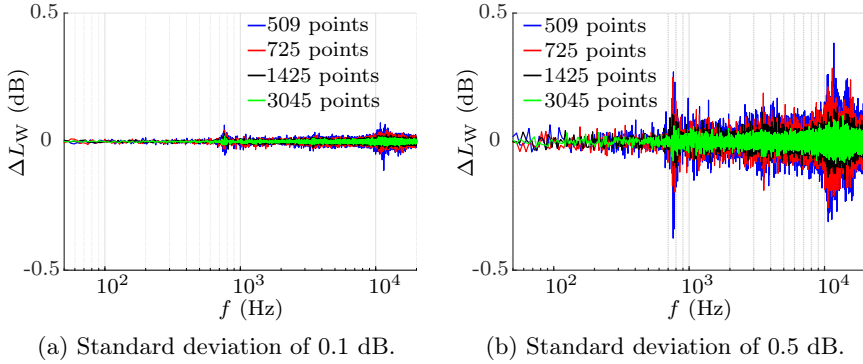 0.5
0
-0.5
ΔL_W (dB)
509 points
725 points
1425 points
3045 points
10^2
10^3
10^4
f (Hz)
(a) Standard deviation of 0.1 dB.
0.5
0
-0.5
ΔL_W (dB)
509 points
725 points
1425 points
3045 points
10^2
10^3
10^4
f (Hz)
(b) Standard deviation of 0.5 dB.